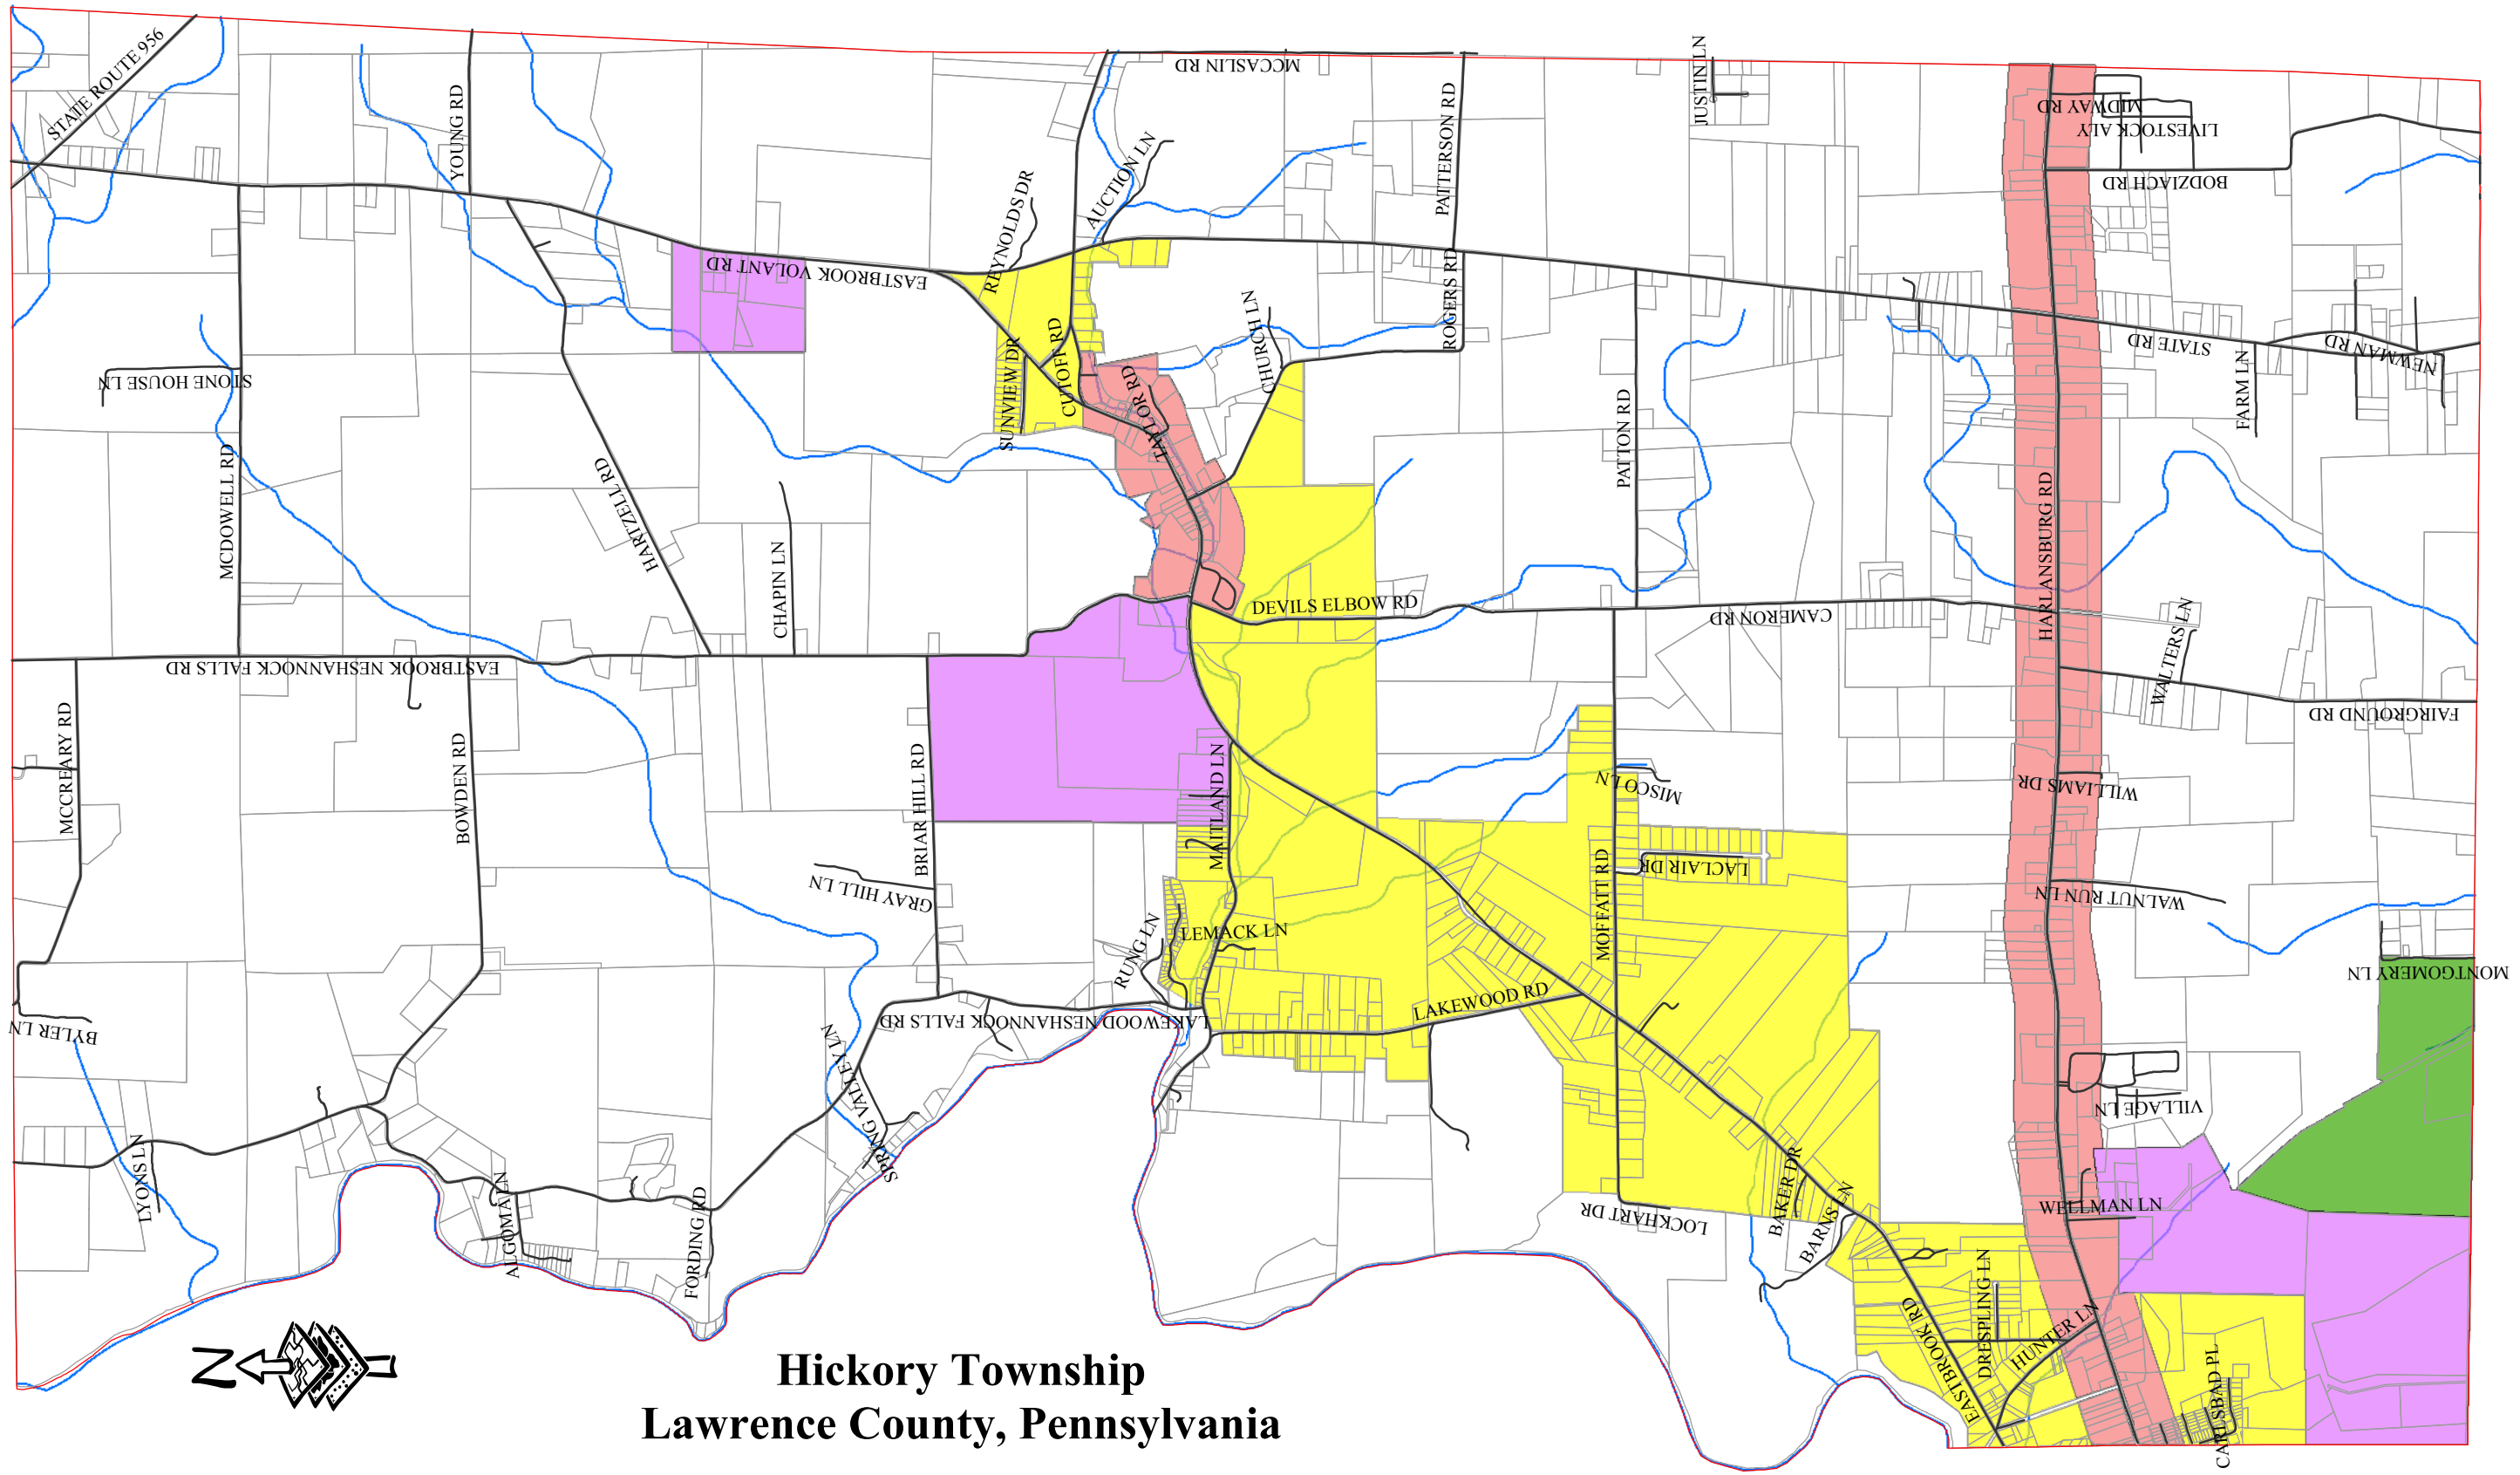 STATE ROUTE 956
MCCASLIN RD
JUSTIN LN
YOUNG RD
PATTERSON RD
MIDWAY RD
LIVESTOCK ALY
AUCTION LN
BODZIACH RD
REYNOLDS DR
EASTBROOK VOLANT RD
ROGERS RD
CHURCH LN
CUTOFF RD
SUNVIEW DR
TAYLOR RD
STATE RD
NEWMAN RD
FARM LN
STONE HOUSE LN
PATTON RD
MCDOWELL RD
HARTZELL RD
HARLANSBURG RD
CHAPIN LN
DEVILS ELBOW RD
CAMERON RD
WALTERS LN
EASTBROOK NESHANNOCK FALLS RD
FAIRGROUND RD
MCCREARY RD
BOWDEN RD
BRIAR HILL RD
MAITLAND LN
MISCO LN
WILLIAMS DR
MOFFATT RD
LACLAIR DR
GRAY HILL LN
WALNUT RUN LN
RUNG LN
LEMACK LN
MONTGOMERY LN
LAKEWOOD RD
BYLER LN
LAKEWOOD NESHANNOCK FALLS RD
SPRING VALLEY LN
VILLAGE LN
LYONS LN
ALGOMA LN
FORDING RD
LOCKHART DR
BAKER DR
BARNS LN
WELLMAN LN
EASTBROOK RD
DRESPLING LN
HUNTER LN
CARLSBAD PL
N
Hickory Township
Lawrence County, Pennsylvania